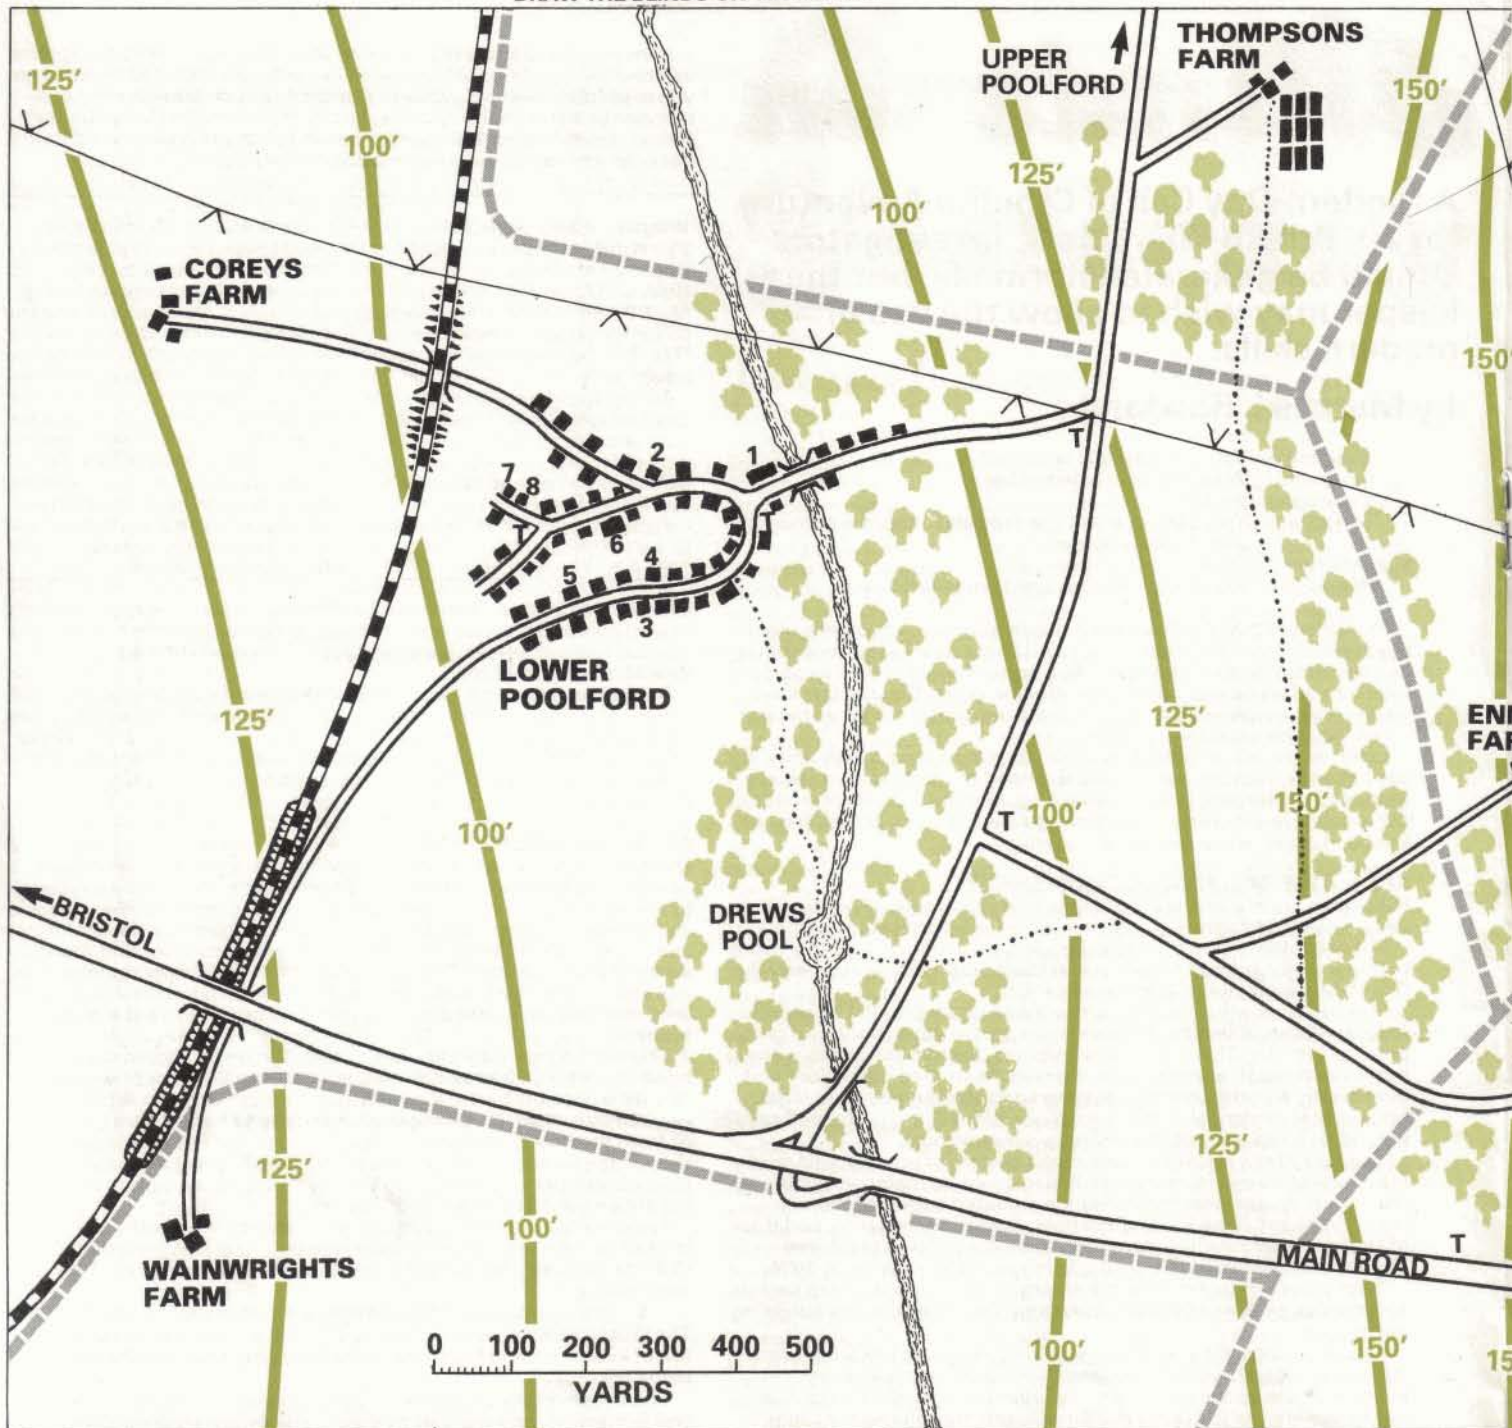 UPPER
POOLFORD
THOMPSONS
FARM
125'
100'
100'
125'
150'
COREYS
FARM
150'
T
1
2
7
8
T
T
6
5
4
3
LOWER
POOLFORD
125'
125'
100'
T
100'
150'
DREWS
POOL
BRISTOL
125'
125'
100'
WAINWRIGHTS
FARM
MAIN ROAD
T
0 100 200 300 400 500
YARDS
100'
150'